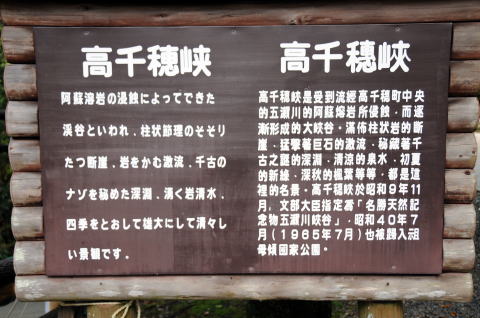 高千穂峡
阿蘇溶岩の浸蝕によってできた
渓谷といわれ．柱状節理のそそり
たつ断崖．岩をかむ激流．千古の
ナゾを秘めた深淵．湧く岩清水．
四季をとおして雄大にして清々し
い景観です。
高千穗峽
高千穗峽是受到流經高千穗町中央
的五瀨川的阿蘇熔岩所侵蝕，而逐
漸形成的大峽谷。滿佈柱狀岩的斷
崖、猛擊著巨石的激流、秘藏著千
古之謎的深淵、清涼的泉水、初夏
的新綠、深秋的楓葉等等，都是這
裡的名景。高千穗峽於昭和9年11
月，文部大臣指定為「名勝天然記
念物五瀨川峽谷」，昭和40年7
月（1965年7月）也被歸入祖
母傾國家公園。